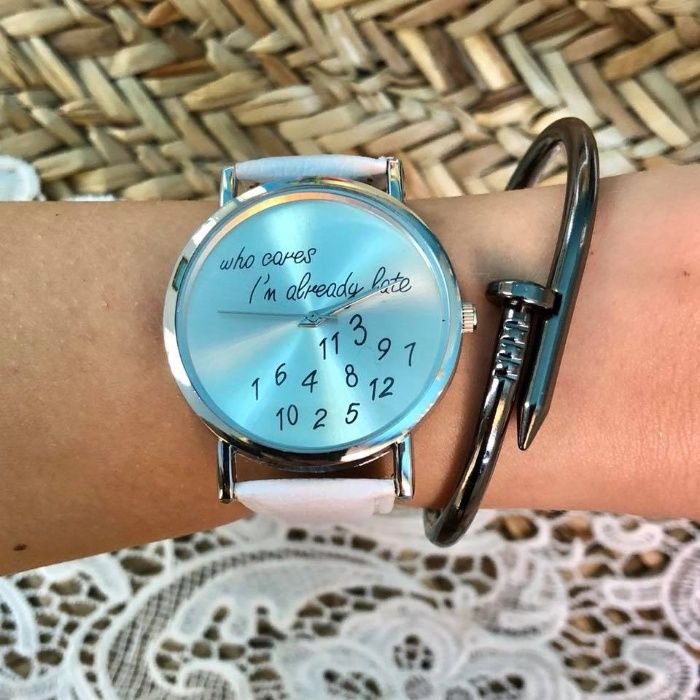 who cares
I'm already late
3
11 9 7
1 6 4 8 12
10 2 5